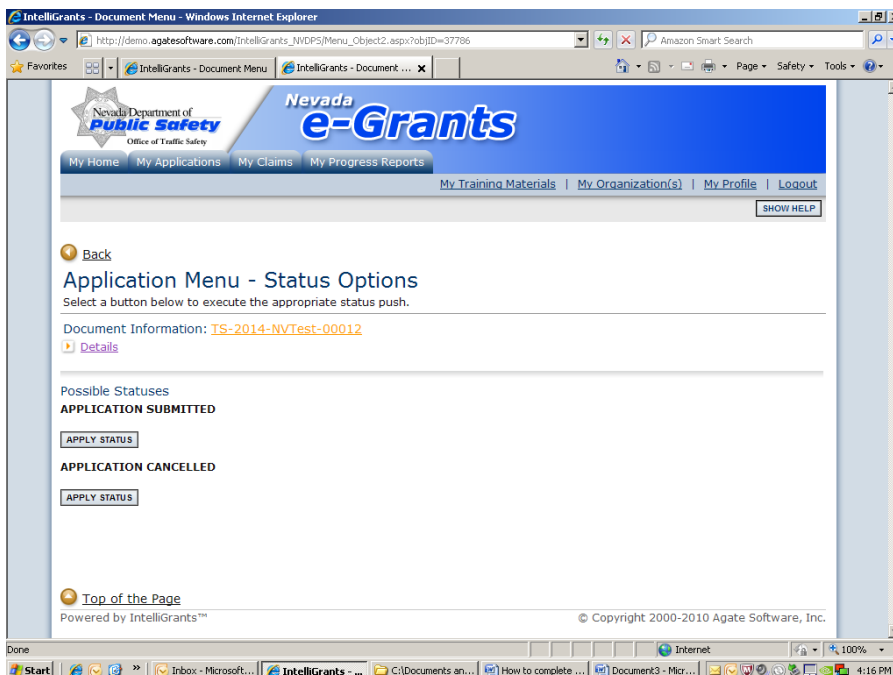 IntelliGrants - Document Menu - Windows Internet Explorer
http://demo.agatesoftware.com/IntelliGrants_NVDPS/Menu_Object2.aspx?objID=37786
Amazon Smart Search
Favorites
IntelliGrants - Document Menu
IntelliGrants - Document ...
Page
Safety
Tools
Nevada Department of
Public Safety
Office of Traffic Safety
Nevada
e-Grants
My Home
My Applications
My Claims
My Progress Reports
My Training Materials | My Organization(s) | My Profile | Logout
SHOW HELP
Back
Application Menu - Status Options
Select a button below to execute the appropriate status push.
Document Information: TS-2014-NVTest-00012
Details
Possible Statuses
APPLICATION SUBMITTED
APPLY STATUS
APPLICATION CANCELLED
APPLY STATUS
Top of the Page
Powered by IntelliGrants™
© Copyright 2000-2010 Agate Software, Inc.
Done
Internet
100%
Start
Inbox - Microsoft...
IntelliGrants - ...
C:\Documents an...
How to complete ...
Document3 - Micr...
4:16 PM